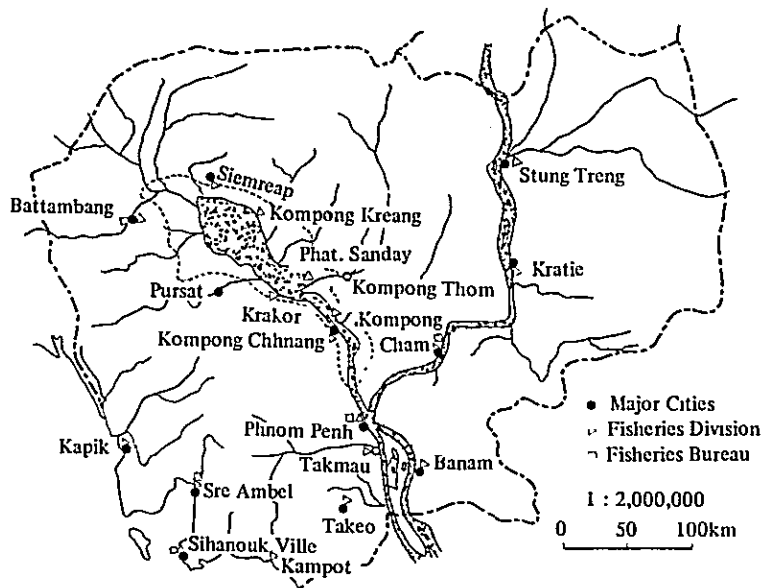 Siemreap
Stung Treng
Battambang
Kompong Kreang
Phat. Sanday
Kratie
Pursat
Kompong Thom
Krakor
Kompong Chhnang
Kompong
Cham
Major Cities
Phnom Penh
Fisheries Division
Kapik
Takmau
Banam
Fisheries Bureau
Sre Ambel
1 : 2,000,000
Takeo
0 50 100km
Sihanouk Ville
Kampot